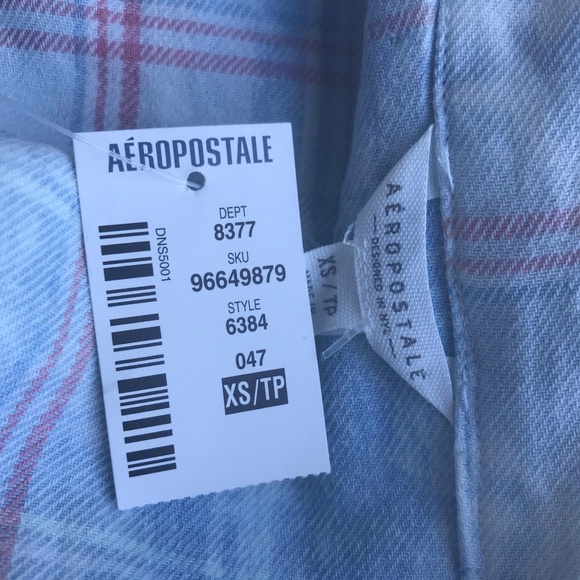 AÉROPOSTALE
DEPT
8377
SKU
96649879
STYLE
6384
047
XS/TP
DNS5001
AÉROPOSTALE
DESIGNED IN NYC
XS / TP